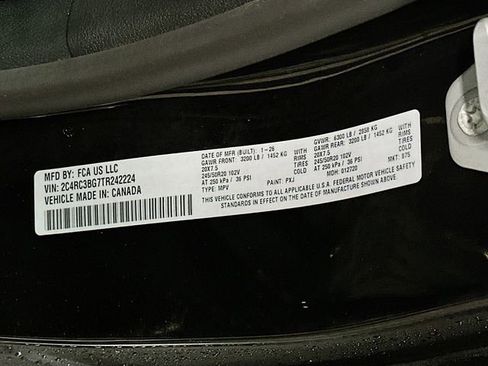 MFD BY: FCA US LLC
VIN: 2C4RC3BG7TR242224
VEHICLE MADE IN: CANADA
DATE OF MFR (BUILT): 1-26 GVWR: 6300 LB / 2858 KG
GAWR FRONT: 3200 LB / 1452 KG WITH GAWR REAR: 3200 LB / 1452 KG WITH
20X7.5 RIMS 20X7.5 RIMS
245/50R20 102V TIRES 245/50R20 102V TIRES
AT 250 kPa / 36 PSI COLD AT 250 kPa / 36 PSI COLD
TYPE: MPV PAINT: PXJ MDH: 012720 MKT: 075
THIS VEHICLE CONFORMS TO ALL APPLICABLE U.S.A. FEDERAL MOTOR VEHICLE SAFETY
STANDARDS IN EFFECT ON THE DATE OF MANUFACTURE SHOWN ABOVE.